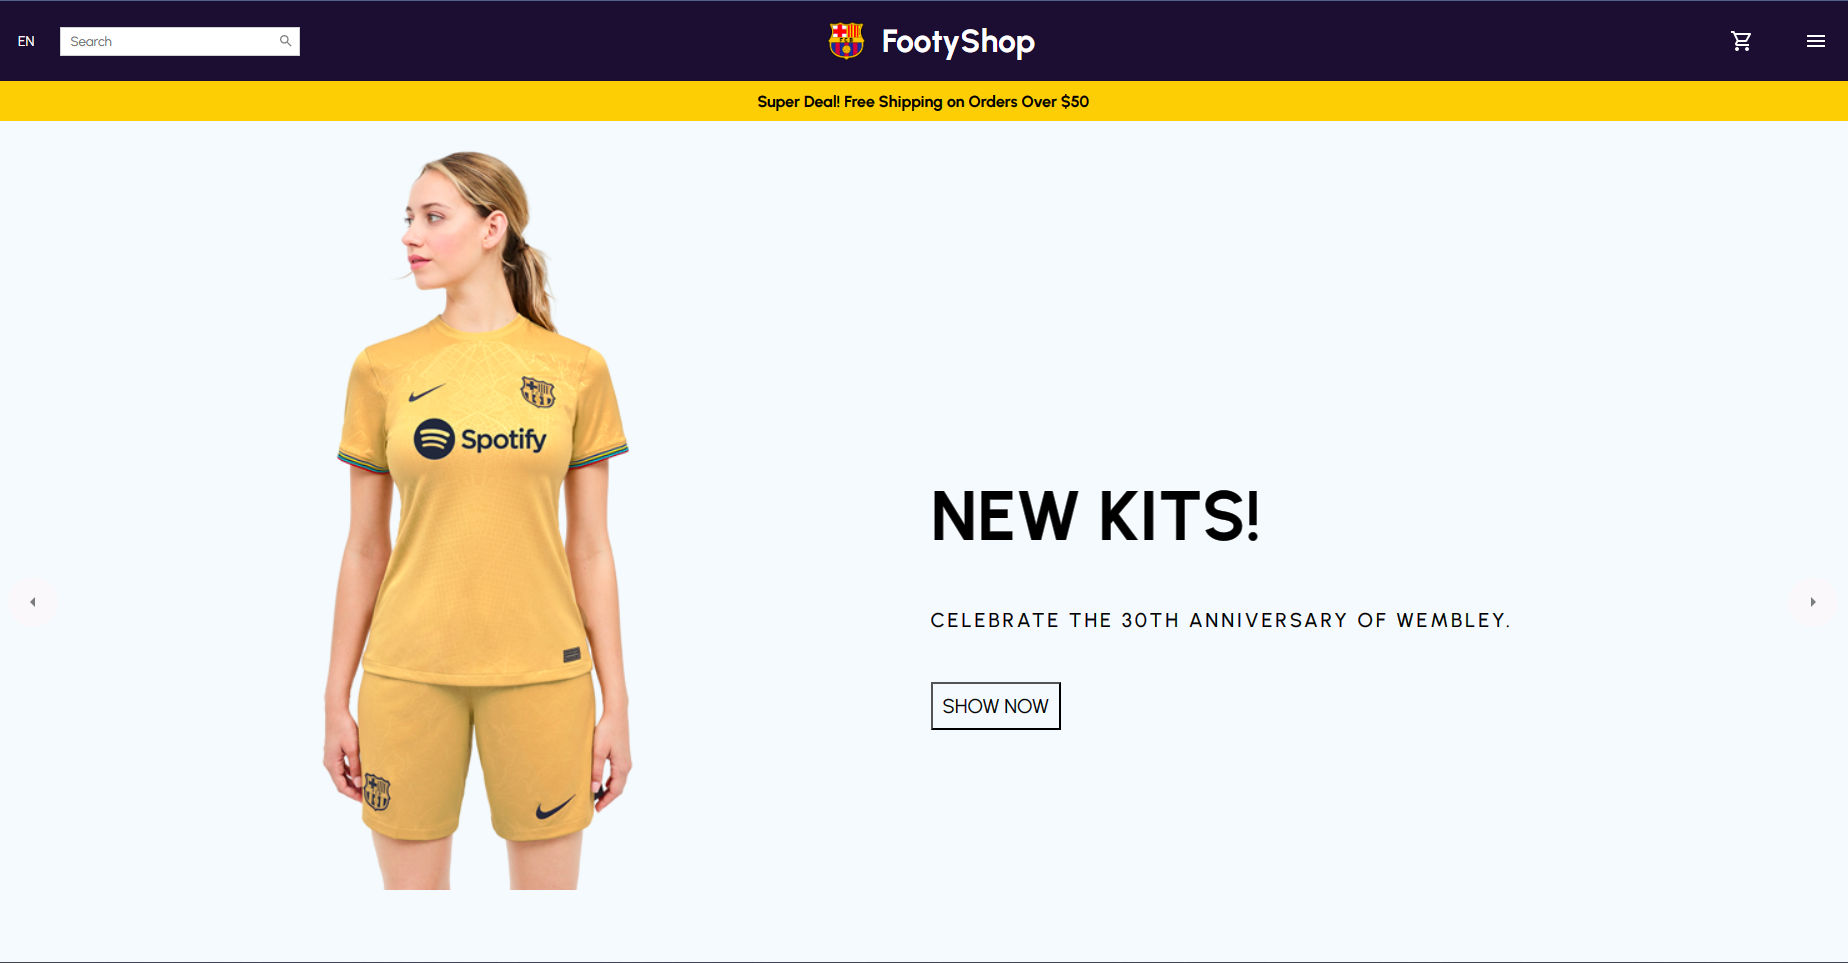 EN
Search
FCB
FootyShop
Super Deal! Free Shipping on Orders Over $50
Spotify
NEW KITS!
CELEBRATE THE 30TH ANNIVERSARY OF WEMBLEY.
SHOW NOW